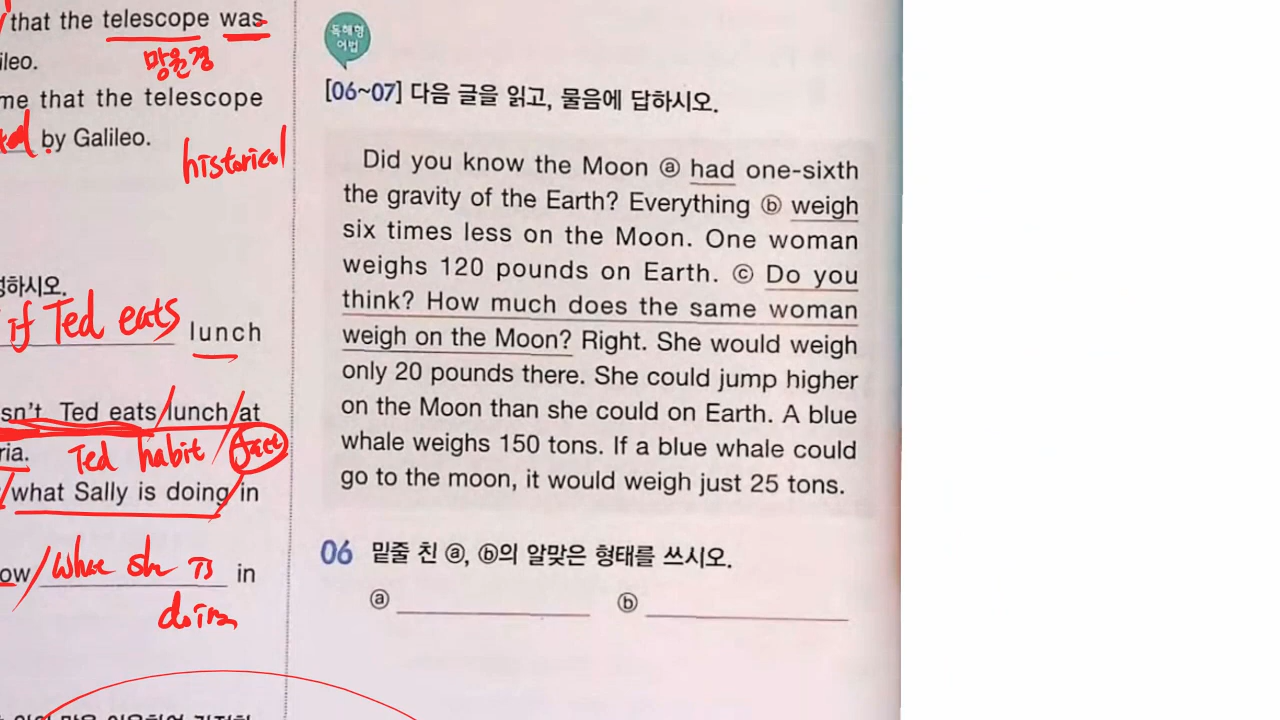 that the telescope was
ileo.
망원경
me that the telescope
ted by Galileo.
historical
성하시오.
if Ted eats lunch
sn't Ted eats lunch at
ria. Ted habit fact
what Sally is doing in
ow what she is in
doing
독해형
어법
[06~07] 다음 글을 읽고, 물음에 답하시오.
Did you know the Moon ⓐ had one-sixth
the gravity of the Earth? Everything ⓑ weigh
six times less on the Moon. One woman
weighs 120 pounds on Earth. ⓒ Do you
think? How much does the same woman
weigh on the Moon? Right. She would weigh
only 20 pounds there. She could jump higher
on the Moon than she could on Earth. A blue
whale weighs 150 tons. If a blue whale could
go to the moon, it would weigh just 25 tons.
06 밑줄 친 ⓐ, ⓑ의 알맞은 형태를 쓰시오.
ⓐ ⓑ